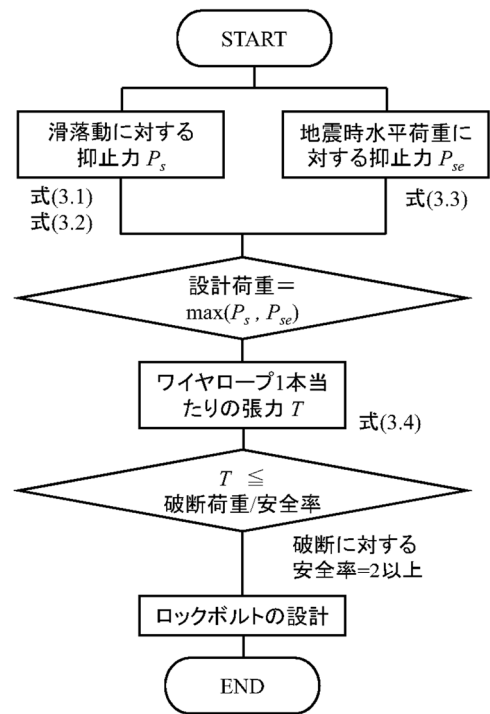 START
滑落動に対する
抑止力 Ps
地震時水平荷重に
対する抑止力 Pse
式(3.1)
式(3.2)
式(3.3)
設計荷重＝
max(Ps , Pse)
ワイヤロープ1本当
たりの張力 T
式(3.4)
T ≦
破断荷重/安全率
破断に対する
安全率=2以上
ロックボルトの設計
END